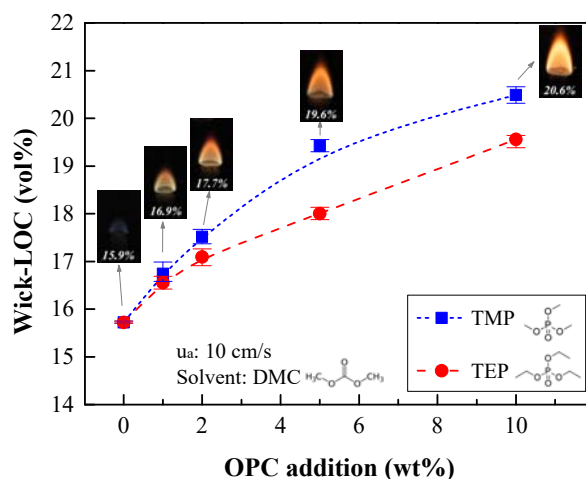 22
21
20
19
18
17
16
15
14
Wick-LOC (vol%)
15.9%
16.9%
17.7%
19.6%
20.6%
uₐ: 10 cm/s
Solvent: DMC
H₃C
O
O
O
CH₃
TMP
O
O
P
O
O
TEP
O
O
P
O
O
0
2
4
6
8
10
OPC addition (wt%)